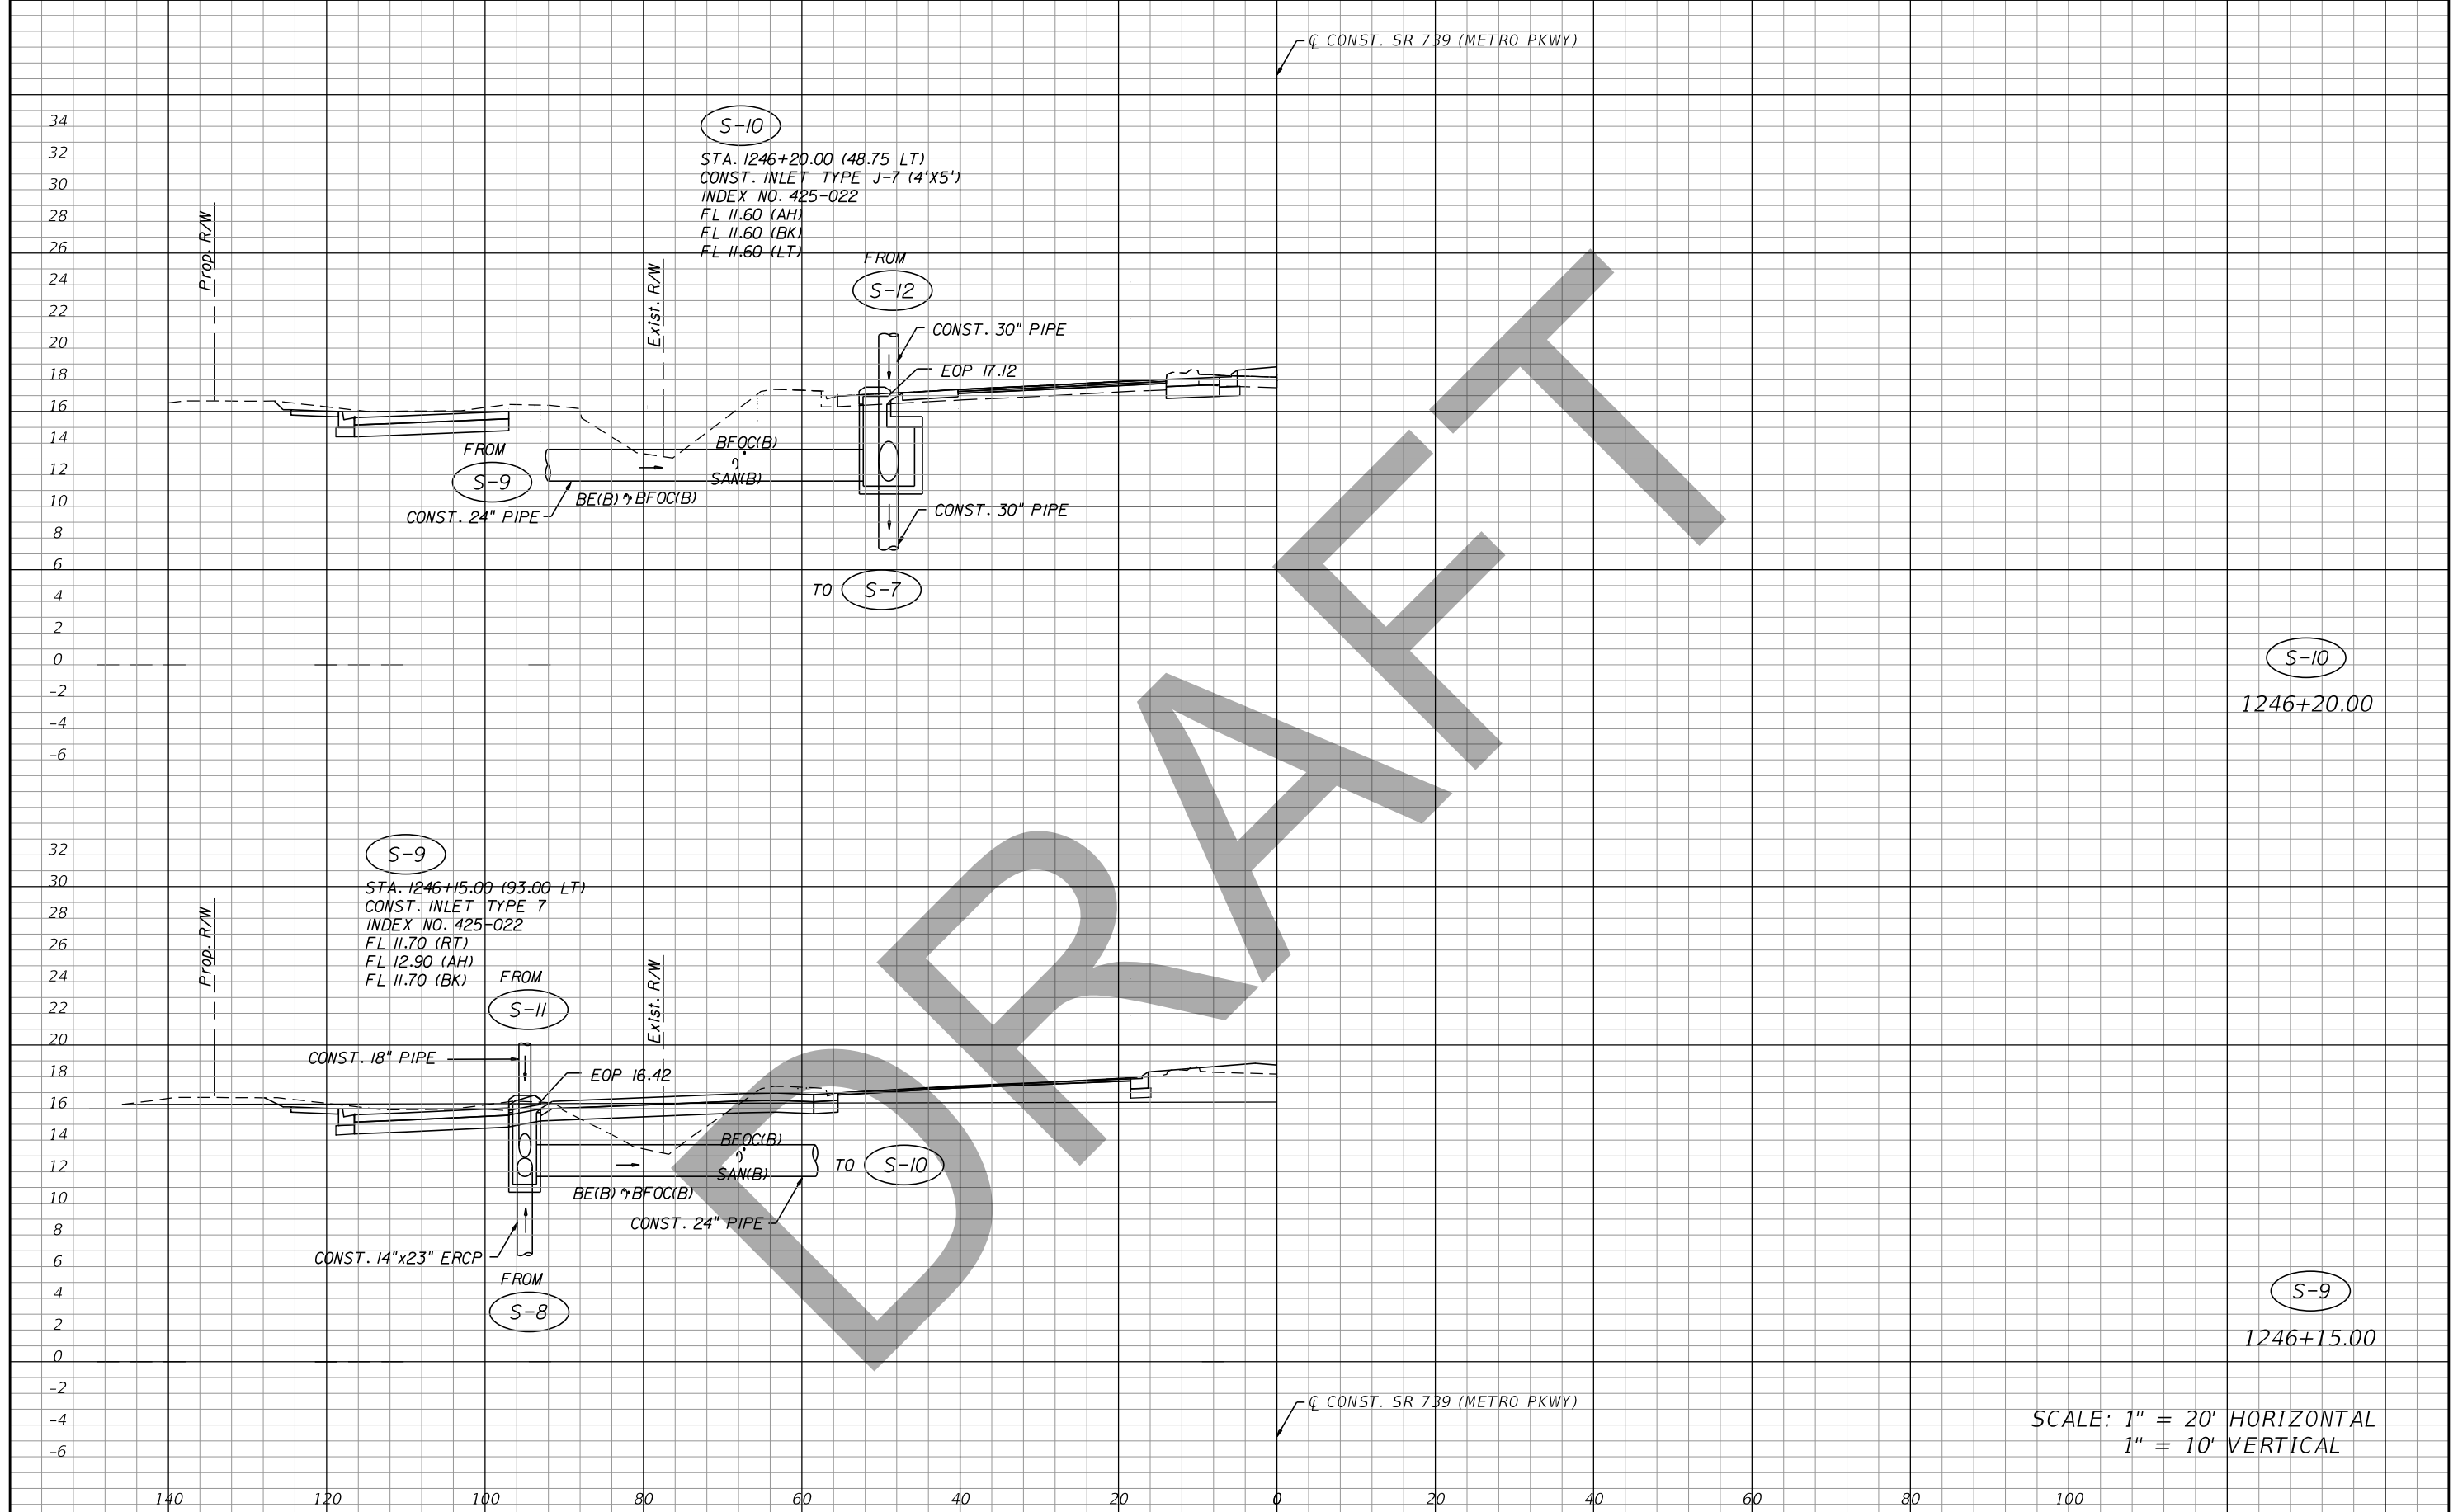 ℄ CONST. SR 739 (METRO PKWY)
34
32
30
28
26
24
22
20
18
16
14
12
10
8
6
4
2
0
-2
-4
-6
S-10
STA. 1246+20.00 (48.75 LT)
CONST. INLET TYPE J-7 (4'X5')
INDEX NO. 425-022
FL 11.60 (AH)
FL 11.60 (BK)
FL 11.60 (LT)
Prop. R/W
Exist. R/W
FROM
S-12
CONST. 30" PIPE
EOP 17.12
FROM
S-9
CONST. 24" PIPE
BFOC(B)
SAN(B)
BE(B)
BFOC(B)
CONST. 30" PIPE
TO
S-7
S-10
1246+20.00
32
30
28
26
24
22
20
18
16
14
12
10
8
6
4
2
0
-2
-4
-6
S-9
STA. 1246+15.00 (93.00 LT)
CONST. INLET TYPE 7
INDEX NO. 425-022
FL 11.70 (RT)
FL 12.90 (AH)
FL 11.70 (BK)
Prop. R/W
Exist. R/W
FROM
S-11
CONST. 18" PIPE
EOP 16.42
BFOC(B)
SAN(B)
BE(B)
BFOC(B)
TO
S-10
CONST. 24" PIPE
CONST. 14"x23" ERCP
FROM
S-8
S-9
1246+15.00
℄ CONST. SR 739 (METRO PKWY)
SCALE: 1" = 20' HORIZONTAL
1" = 10' VERTICAL
140 120 100 80 60 40 20 0 20 40 60 80 100
DRAFT